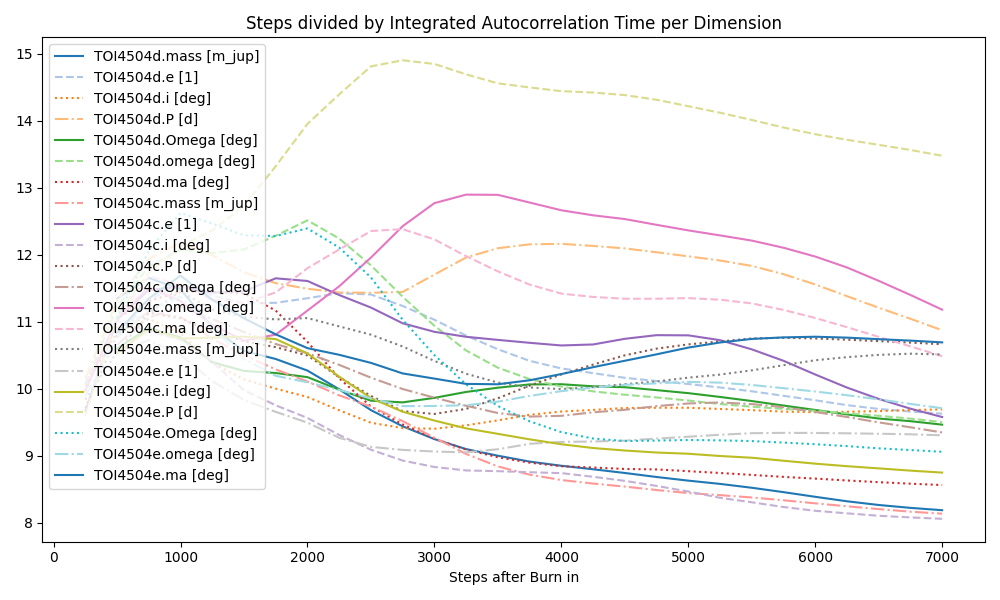 Steps divided by Integrated Autocorrelation Time per Dimension
15
14
13
12
11
10
9
8
TOI4504d.mass [m_jup]
TOI4504d.e [1]
TOI4504d.i [deg]
TOI4504d.P [d]
TOI4504d.Omega [deg]
TOI4504d.omega [deg]
TOI4504d.ma [deg]
TOI4504c.mass [m_jup]
TOI4504c.e [1]
TOI4504c.i [deg]
TOI4504c.P [d]
TOI4504c.Omega [deg]
TOI4504c.omega [deg]
TOI4504c.ma [deg]
TOI4504e.mass [m_jup]
TOI4504e.e [1]
TOI4504e.i [deg]
TOI4504e.P [d]
TOI4504e.Omega [deg]
TOI4504e.omega [deg]
TOI4504e.ma [deg]
0 1000 2000 3000 4000 5000 6000 7000
Steps after Burn in